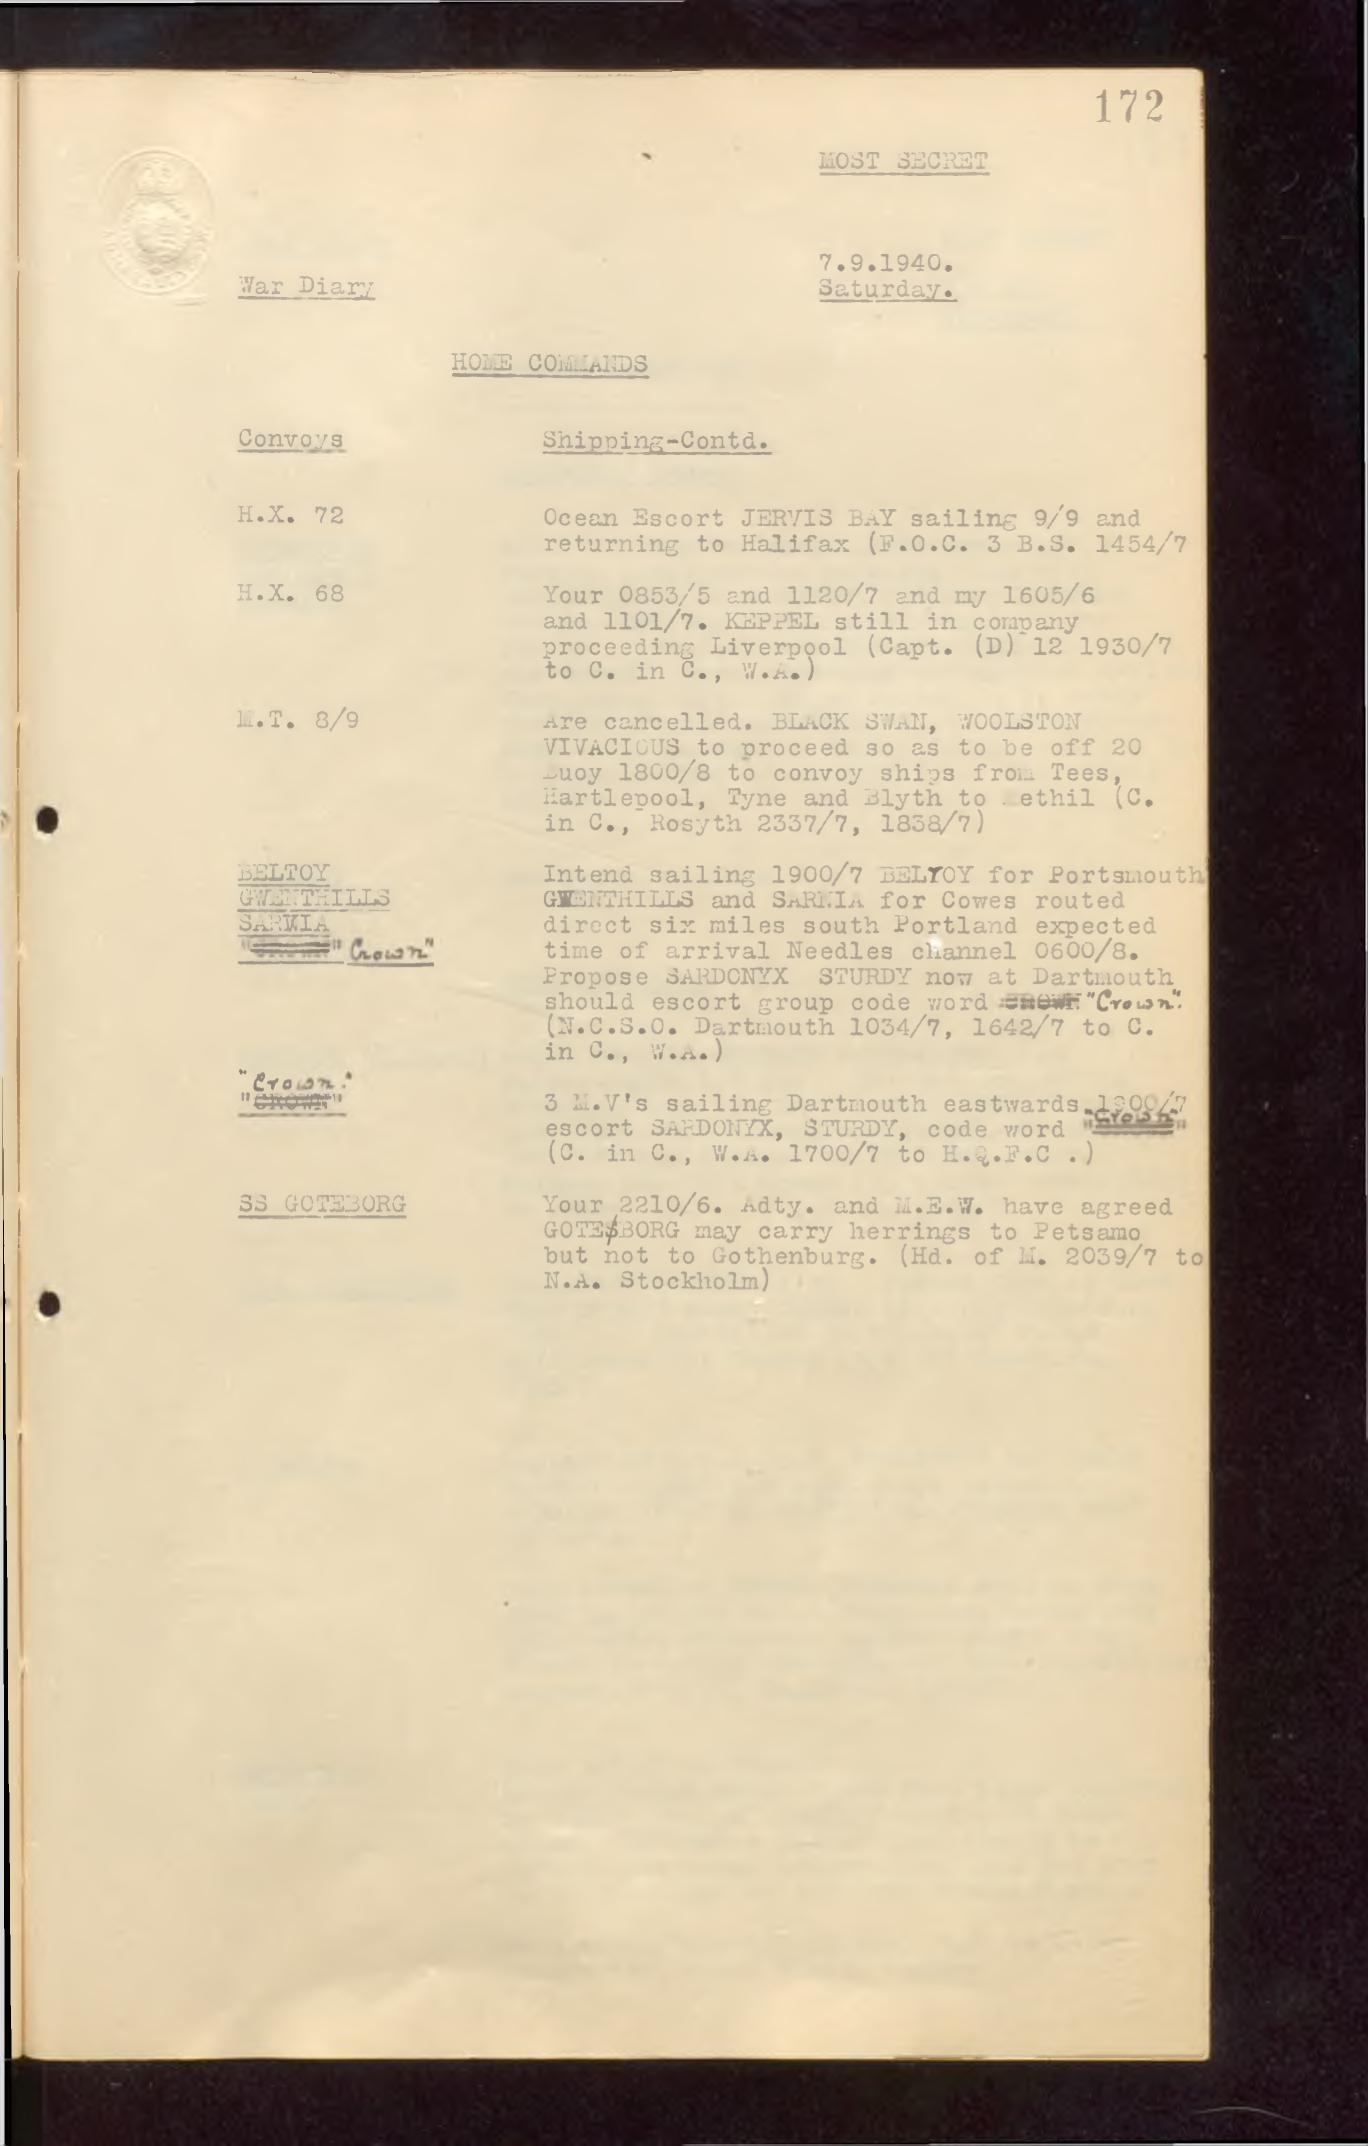 172
MOST SECRET
7.9.1940.
War Diary
Saturday.
HOME COMMANDS
Convoys
Shipping-Contd.
H.X. 72
Ocean Escort JERVIS BAY sailing 9/9 and
returning to Halifax (F.O.C. 3 B.S. 1454/7
H.X. 68
Your 0853/5 and 1120/7 and my 1605/6
and 1101/7. KEPPEL still in company
proceeding Liverpool (Capt. (D) 12 1930/7
to C. in C., W.A.)
M.T. 8/9
Are cancelled. BLACK SWAN, WOOLSTON
VIVACIOUS to proceed so as to be off 20
Buoy 1800/8 to convoy ships from Tees,
Hartlepool, Tyne and Blyth to Methil (C.
in C., Rosyth 2337/7, 1838/7)
BELTOY
GWENTHILLS
SARNIA
"Crown"
Intend sailing 1900/7 BELTOY for Portsmouth
GWENTHILLS and SARNIA for Cowes routed
direct six miles south Portland expected
time of arrival Needles channel 0600/8.
Propose SARDONYX STURDY now at Dartmouth
should escort group code word "Crown".
(N.C.S.O. Dartmouth 1034/7, 1642/7 to C.
in C., W.A.)
"Crown."
"CROWN"
3 M.V's sailing Dartmouth eastwards 1900/7
escort SARDONYX, STURDY, code word "Crown"
(C. in C., W.A. 1700/7 to H.Q.F.C .)
SS GOTEBORG
Your 2210/6. Adty. and M.E.W. have agreed
GOTEBORG may carry herrings to Petsamo
but not to Gothenburg. (Hd. of M. 2039/7 to
N.A. Stockholm)